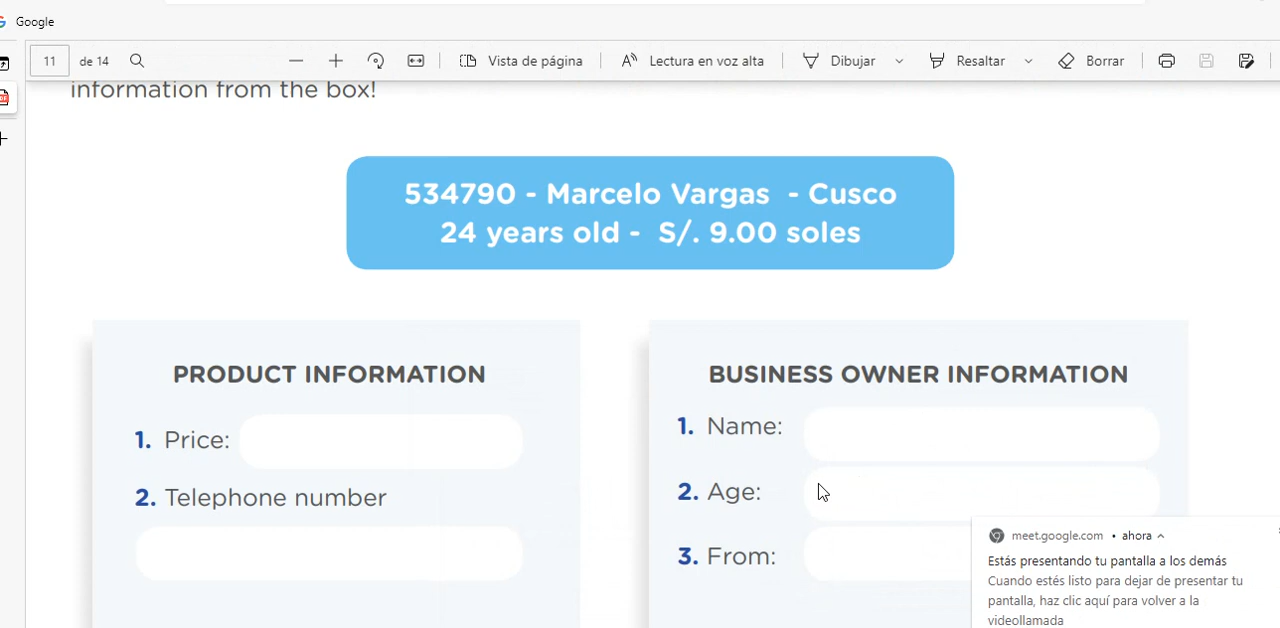 Google
11 de 14 Vista de página Lectura en voz alta Dibujar Resaltar Borrar
information from the box!
534790 - Marcelo Vargas - Cusco
24 years old - S/. 9.00 soles
PRODUCT INFORMATION
1. Price:
2. Telephone number
BUSINESS OWNER INFORMATION
1. Name:
2. Age:
3. From:
meet.google.com • ahora
Estás presentando tu pantalla a los demás
Cuando estés listo para dejar de presentar tu
pantalla, haz clic aquí para volver a la
videollamada